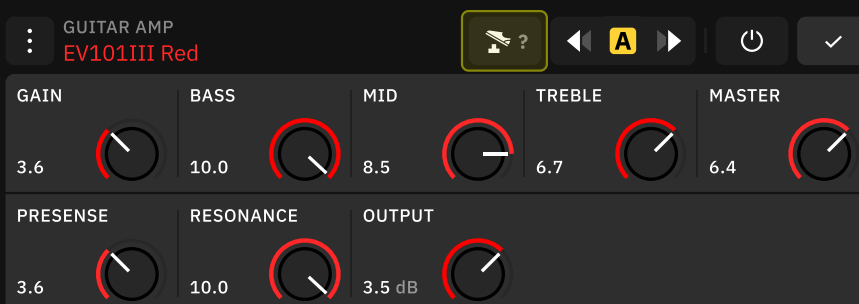 GUITAR AMP
EV101III Red
?
A
GAIN BASS MID TREBLE MASTER
3.6 10.0 8.5 6.7 6.4
PRESENSE RESONANCE OUTPUT
3.6 10.0 3.5 dB